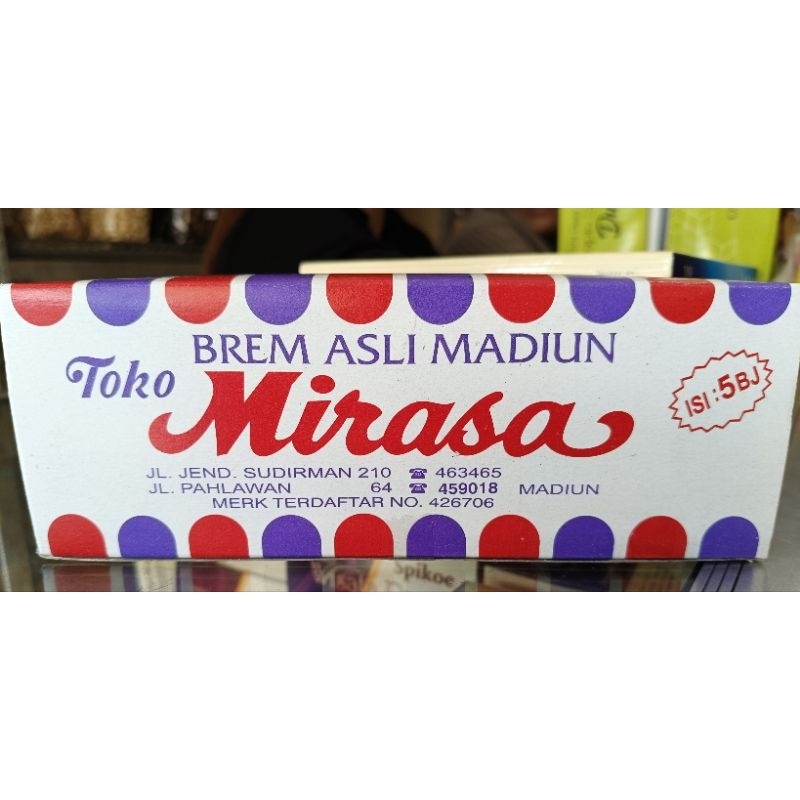 BREM ASLI MADIUN
Toko Mirasa
ISI : 5 BJ
JL. JEND. SUDIRMAN 210 ☎ 463465
JL. PAHLAWAN 64 ☎ 459018 MADIUN
MERK TERDAFTAR NO. 426706
Spikoe